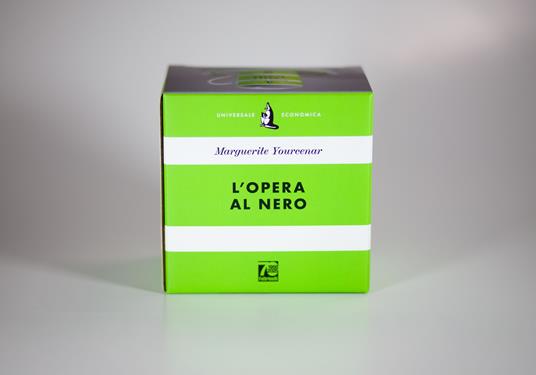 UNIVERSALE ECONOMICA
Marguerite Yourcenar
L'OPERA
AL NERO